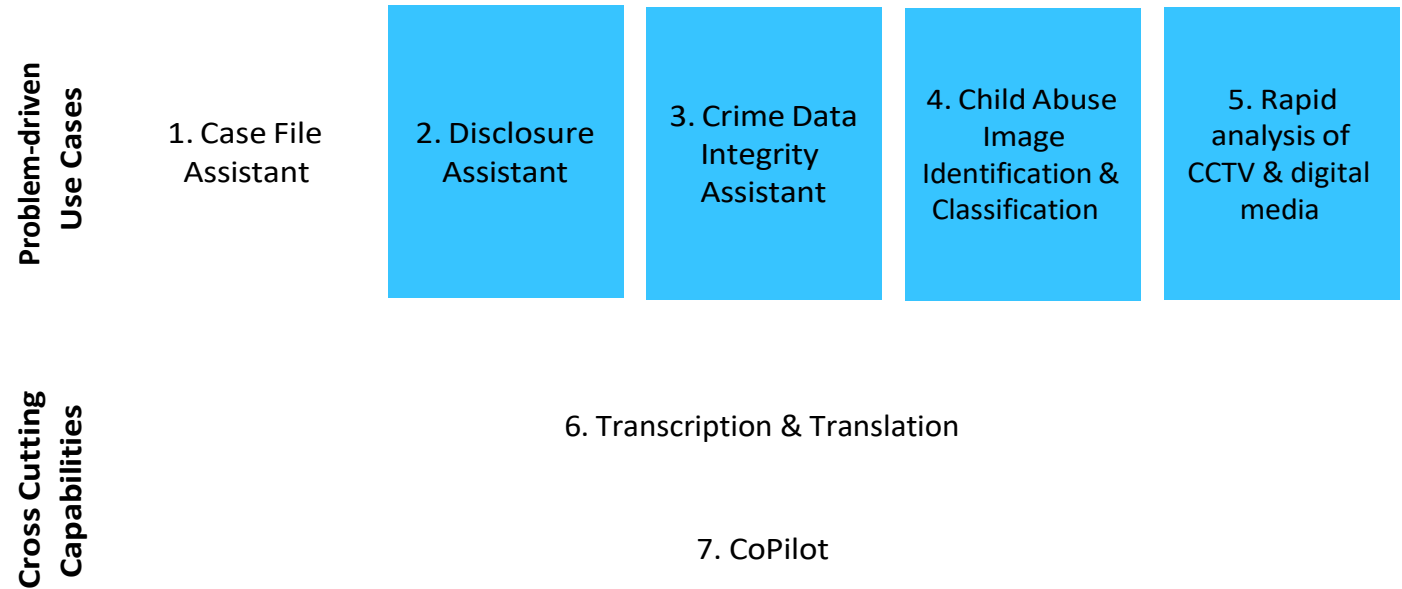 Problem-driven
Use Cases
1. Case File
Assistant
2. Disclosure
Assistant
3. Crime Data
Integrity
Assistant
4. Child Abuse
Image
Identification &
Classification
5. Rapid
analysis of
CCTV & digital
media
Cross Cutting
Capabilities
6. Transcription & Translation
7. CoPilot